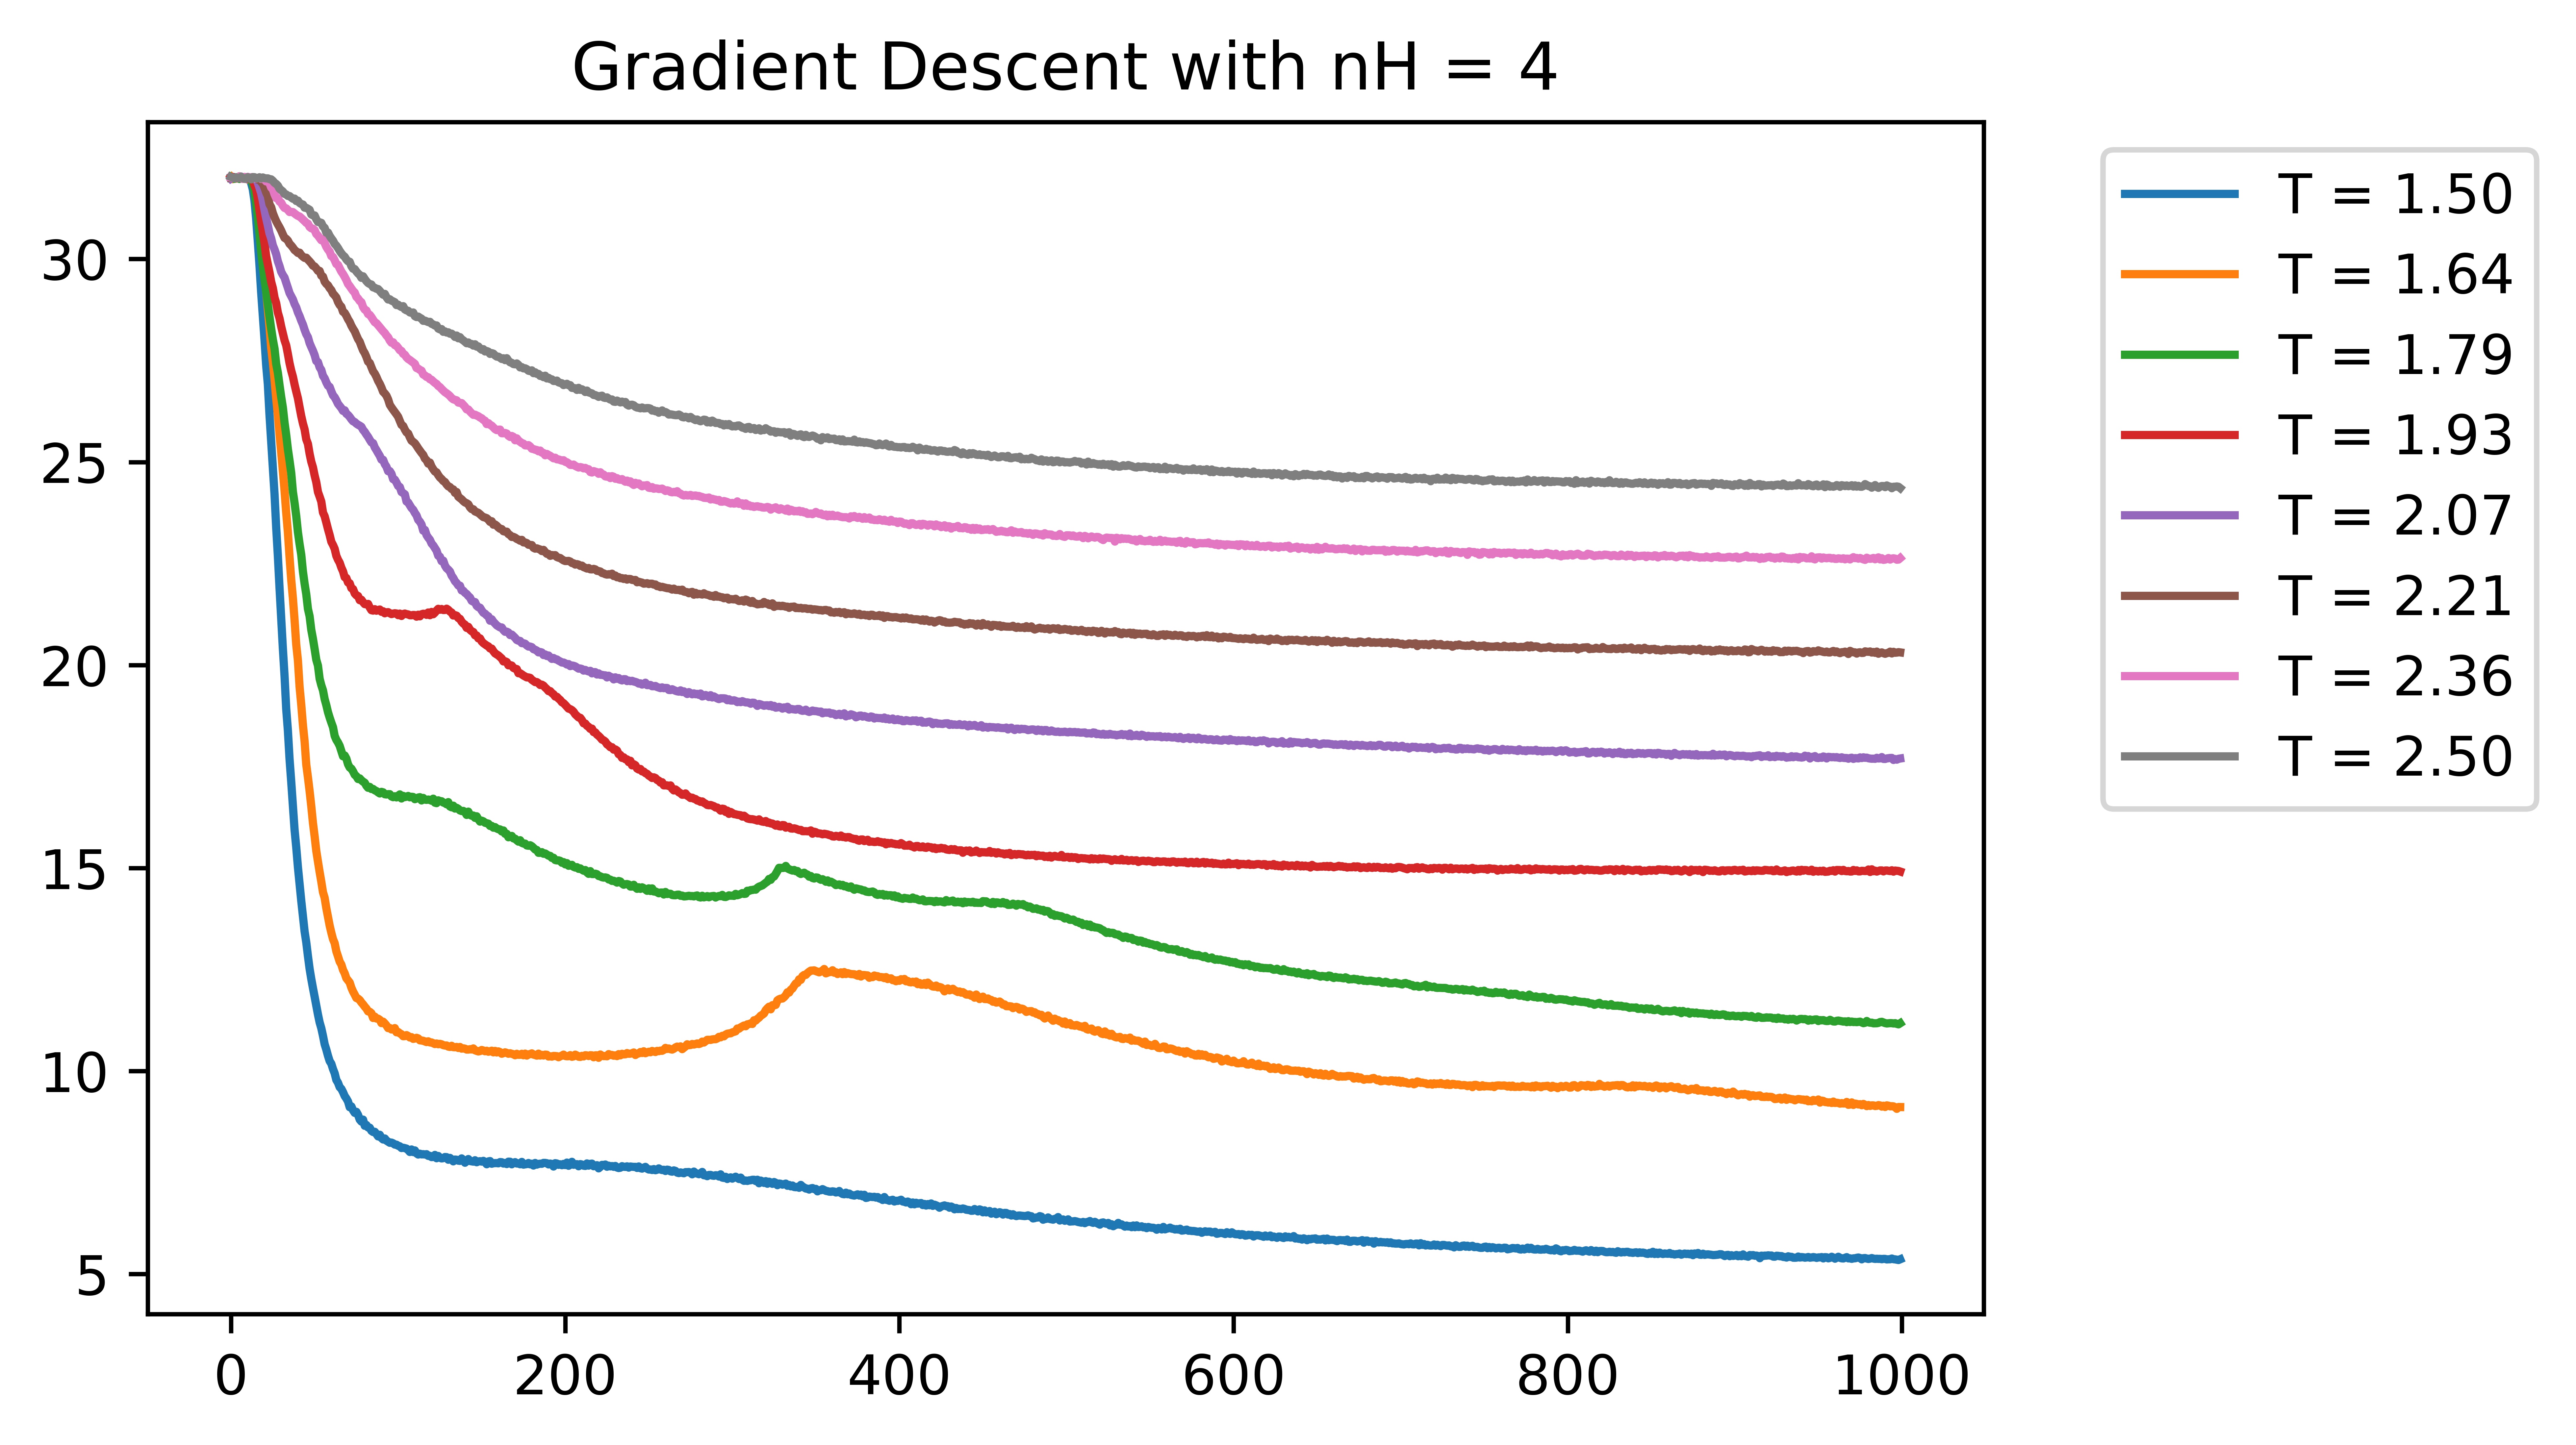 Gradient Descent with nH = 4
30
25
20
15
10
5
0 200 400 600 800 1000
T = 1.50
T = 1.64
T = 1.79
T = 1.93
T = 2.07
T = 2.21
T = 2.36
T = 2.50